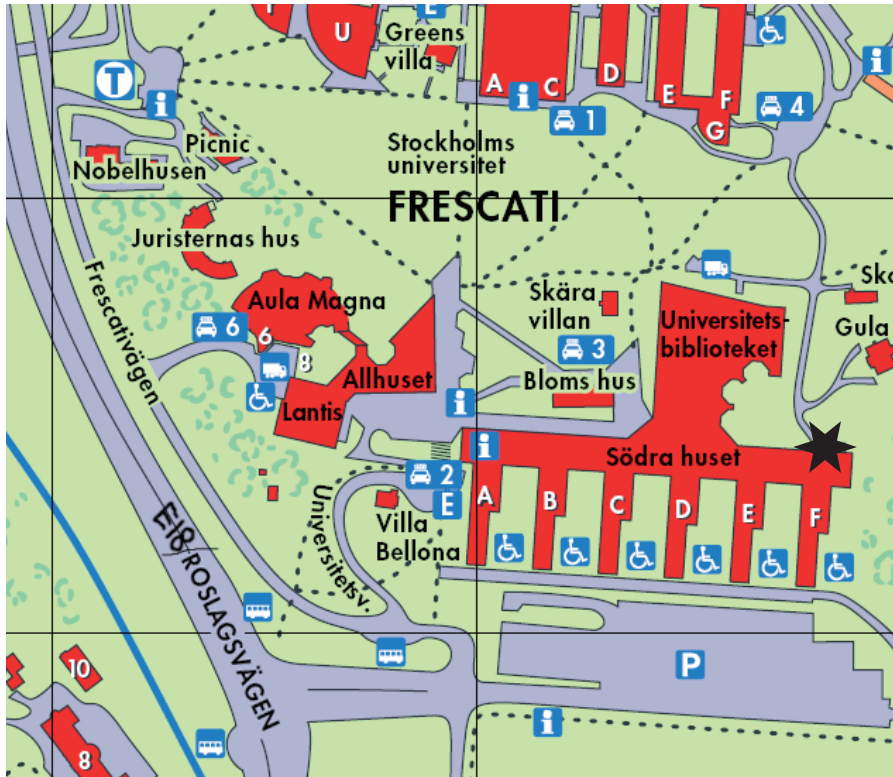 U
E
Greens
villa
A
C
D
E
F
G
i
i
1
4
T
i
Picnic
Nobelhusen
Stockholms
universitet
FRESCATI
Juristernas hus
Frescativägen
Aula Magna
6
6
8
Allhuset
Lantis
Skära
villan
3
Bloms hus
Universitets-
biblioteket
Gula
i
i
Södra huset
2
E
A
B
C
D
E
F
Villa
Bellona
Universitetsv.
E18 ROSLAGSVÄGEN
10
8
P
i